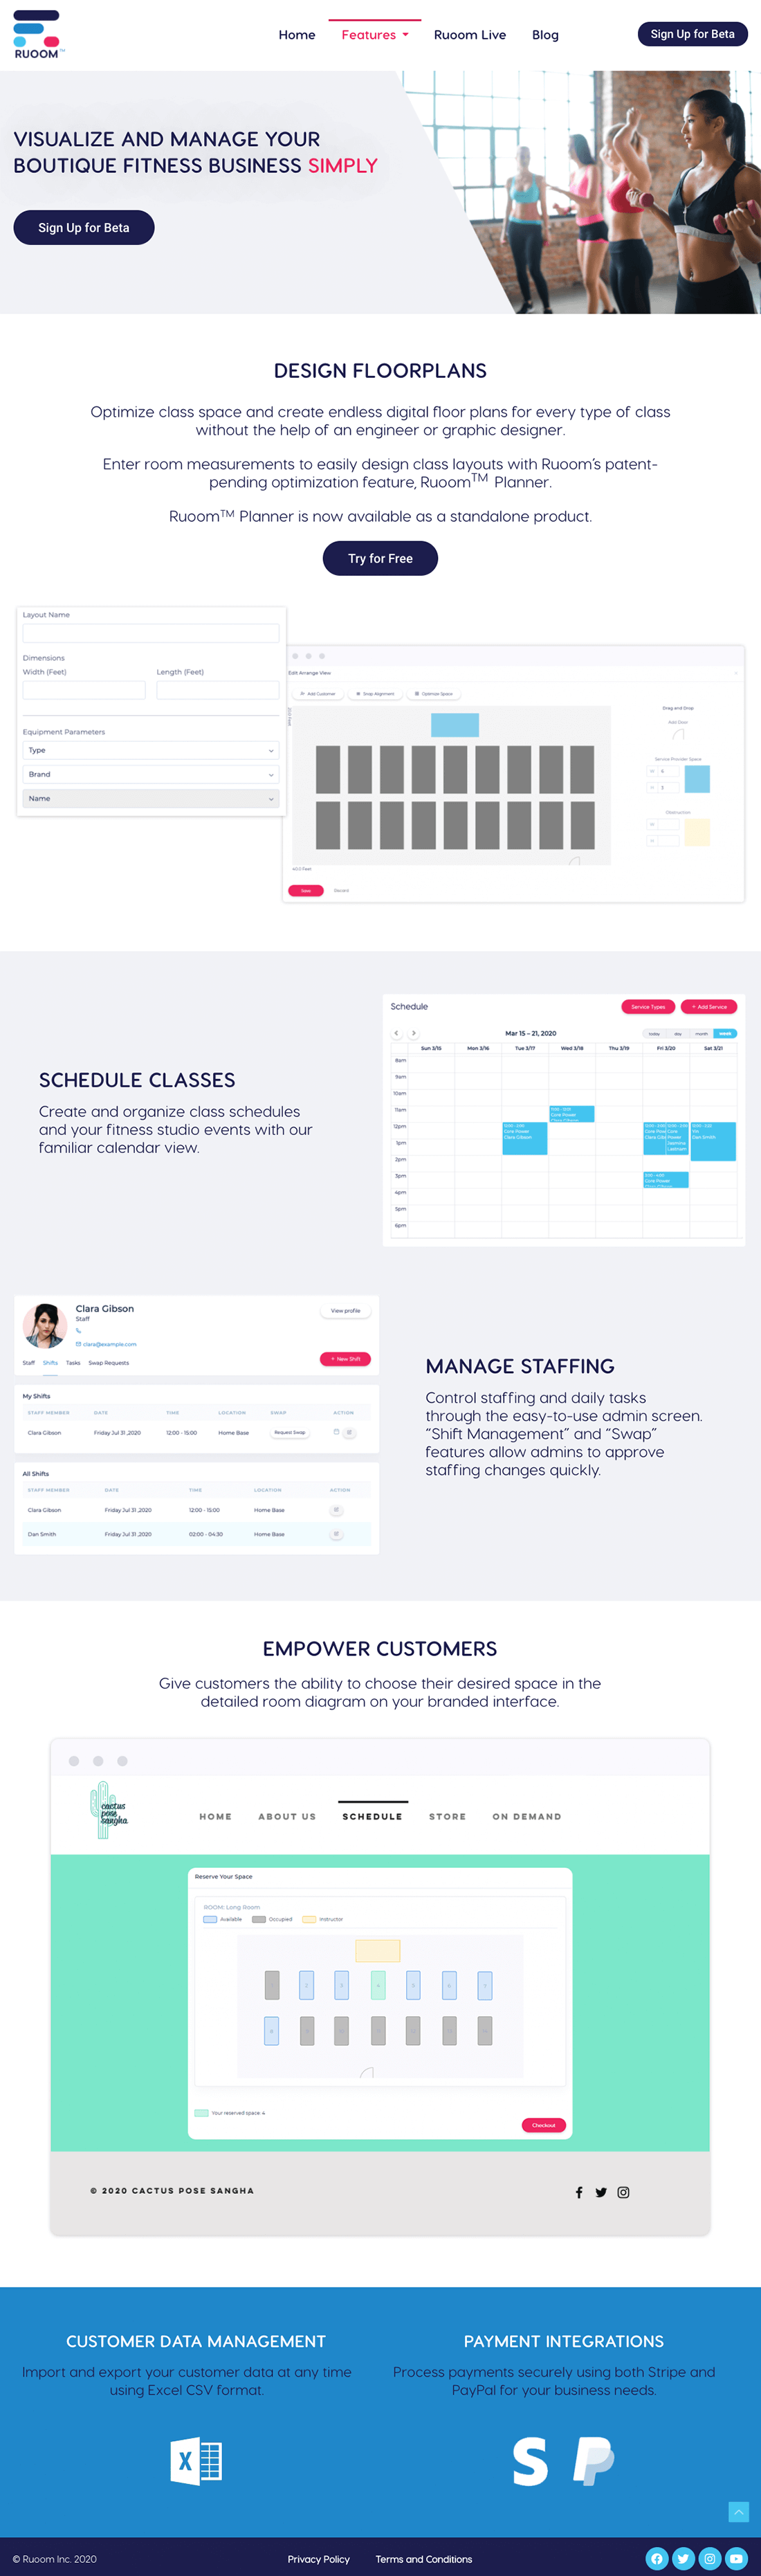 RUOOM™
Home
Features
Ruoom Live
Blog
Sign Up for Beta
VISUALIZE AND MANAGE YOUR
BOUTIQUE FITNESS BUSINESS SIMPLY
Sign Up for Beta
DESIGN FLOORPLANS
Optimize class space and create endless digital floor plans for every type of class
without the help of an engineer or graphic designer.
Enter room measurements to easily design class layouts with Ruoom’s patent-
pending optimization feature, Ruoom™ Planner.
Ruoom™ Planner is now available as a standalone product.
Try for Free
Layout Name
Dimensions
Width (Feet)
Length (Feet)
Equipment Parameters
Type
Brand
Name
Edit Arrange View
Add Customer
Snap Alignment
Optimize Space
Drag and Drop
Add Door
Service Provider Space
Obstruction
40.0 Feet
Save
Discard
Schedule
Service Types
+ Add Service
Mar 15 – 21, 2020
today
day
month
week
Sun 3/15
Mon 3/16
Tue 3/17
Wed 3/18
Thu 3/19
Fri 3/20
Sat 3/21
8am
9am
10am
11am
12pm
1pm
2pm
3pm
4pm
5pm
6pm
Core Power
Core Power
Clara Gibson
Dan Smith
Core Power
SCHEDULE CLASSES
Create and organize class schedules
and your fitness studio events with our
familiar calendar view.
Clara Gibson
Staff
clara@example.com
View profile
+ New Shift
Staff
Shifts
Tasks
Swap Requests
My Shifts
STAFF MEMBER DATE TIME LOCATION SWAP ACTION
Clara Gibson Friday Jul 31 ,2020 12:00 - 15:00 Home Base Request Swap
All Shifts
STAFF MEMBER DATE TIME LOCATION ACTION
Clara Gibson Friday Jul 31 ,2020 12:00 - 15:00 Home Base
Dan Smith Friday Jul 31 ,2020 02:00 - 04:30 Home Base
MANAGE STAFFING
Control staffing and daily tasks
through the easy-to-use admin screen.
“Shift Management” and “Swap”
features allow admins to approve
staffing changes quickly.
EMPOWER CUSTOMERS
Give customers the ability to choose their desired space in the
detailed room diagram on your branded interface.
cactus
pose
sangha
HOME
ABOUT US
SCHEDULE
STORE
ON DEMAND
Reserve Your Space
ROOM: Long Room
Available
Occupied
Instructor
Your reserved space: 4
Checkout
© 2020 CACTUS POSE SANGHA
CUSTOMER DATA MANAGEMENT
Import and export your customer data at any time
using Excel CSV format.
X
PAYMENT INTEGRATIONS
Process payments securely using both Stripe and
PayPal for your business needs.
S
P
© Ruoom Inc. 2020
Privacy Policy
Terms and Conditions